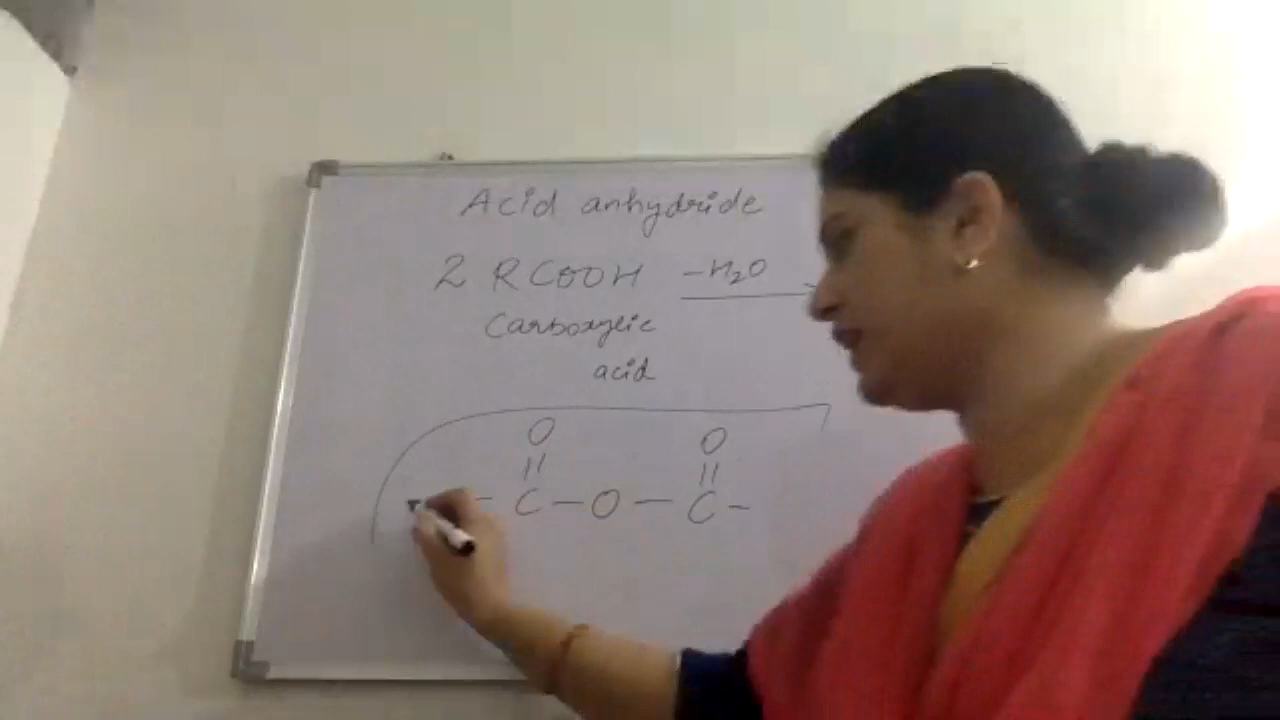 Acid anhydride
2 RCOOH -H2O
Carboxylic
acid
O O
|| ||
- C - O - C -